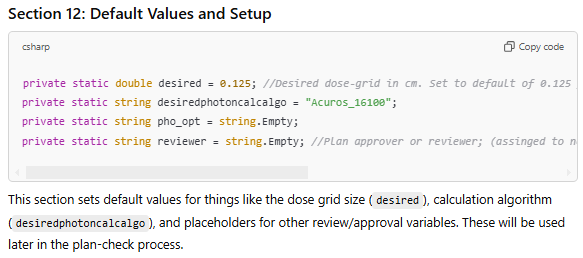 Section 12: Default Values and Setup
csharp Copy code
private static double desired = 0.125; //Desired dose-grid in cm. Set to default of 0.125
private static string desiredphotoncalcalgo = "Acuros_16100";
private static string pho_opt = string.Empty;
private static string reviewer = string.Empty; //Plan approver or reviewer; (assinged to
This section sets default values for things like the dose grid size (desired), calculation algorithm
(desiredphotoncalcalgo), and placeholders for other review/approval variables. These will be used
later in the plan-check process.